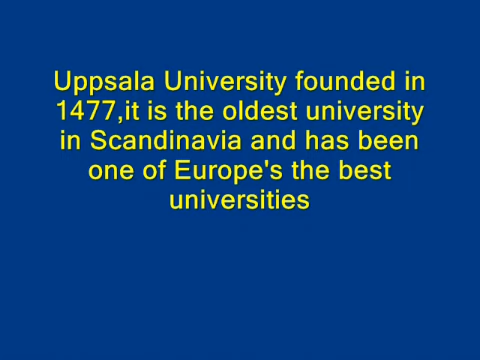 Uppsala University founded in
1477,it is the oldest university
in Scandinavia and has been
one of Europe's the best
universities